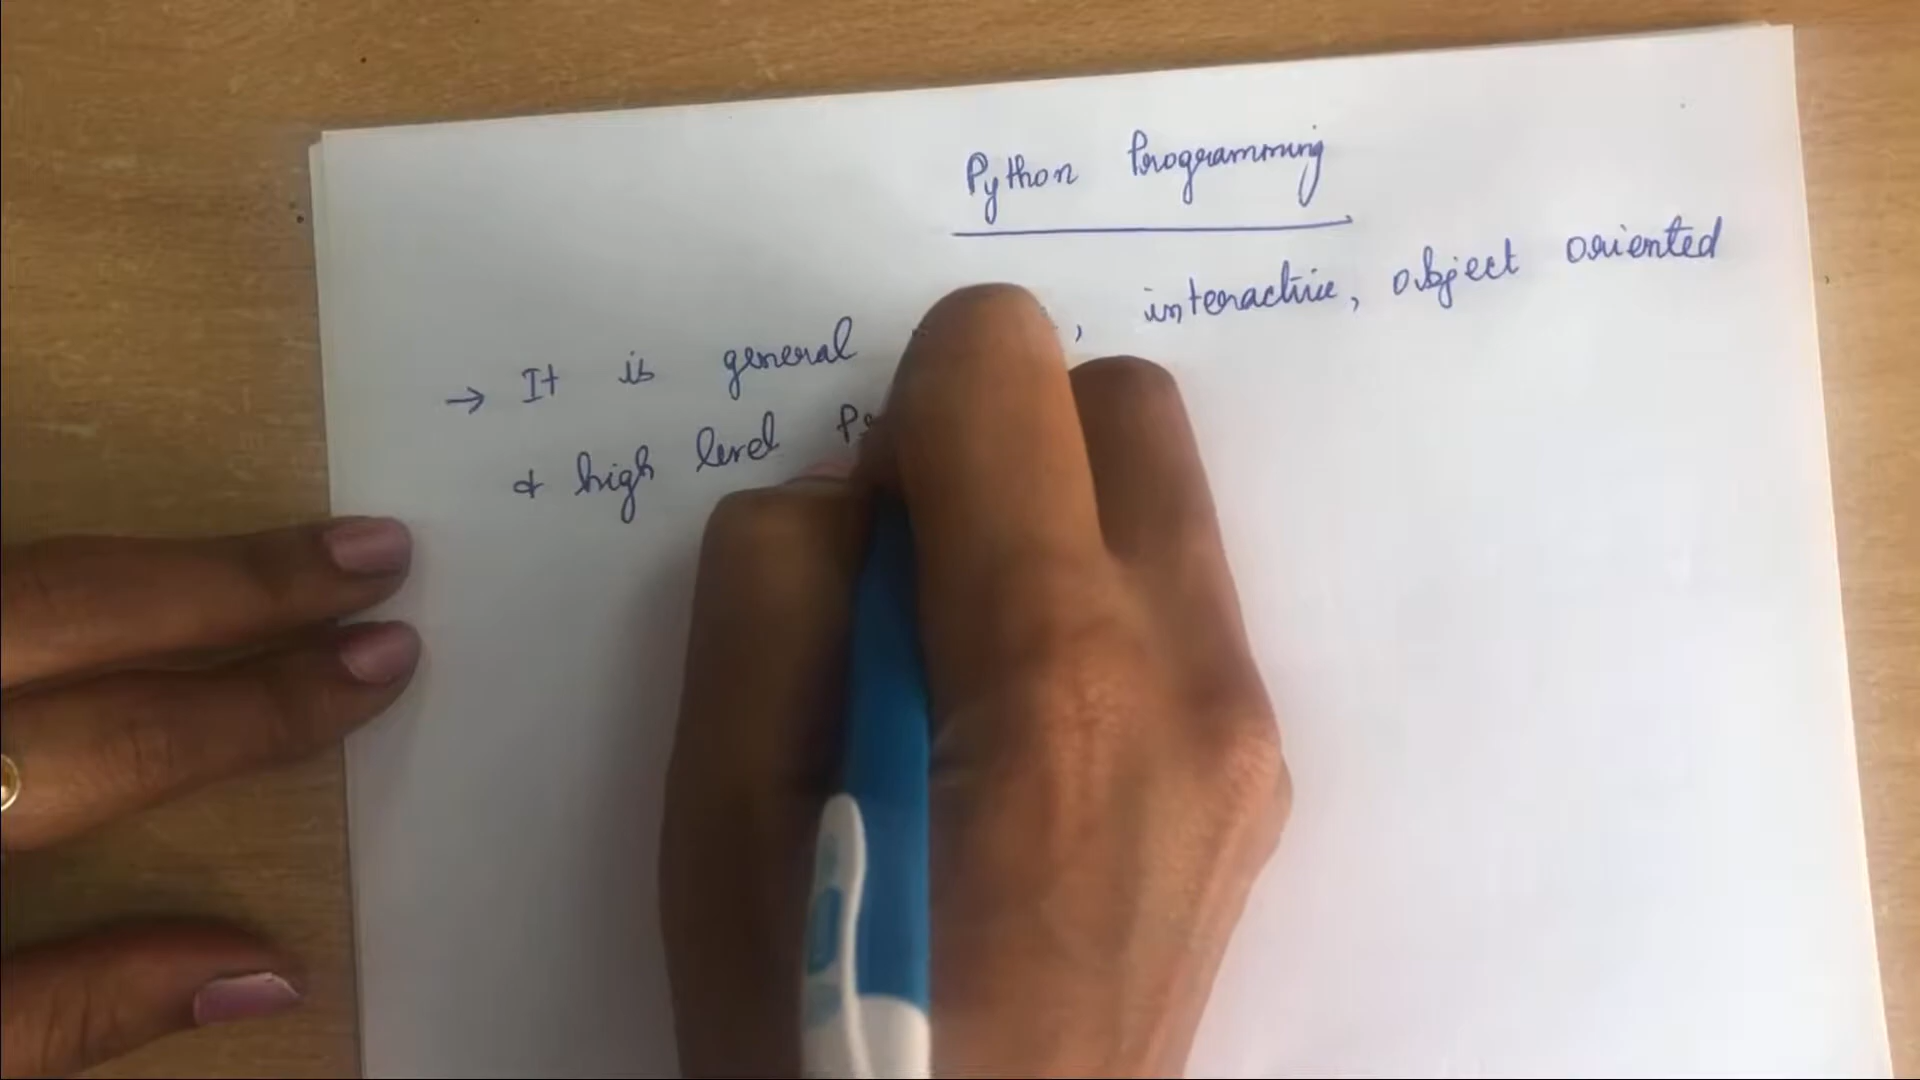 Python Programming
→ It is general , interactive, object oriented
& high level